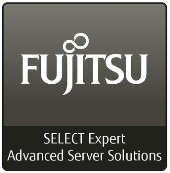 FUJITSU
SELECT Expert
Advanced Server Solutions